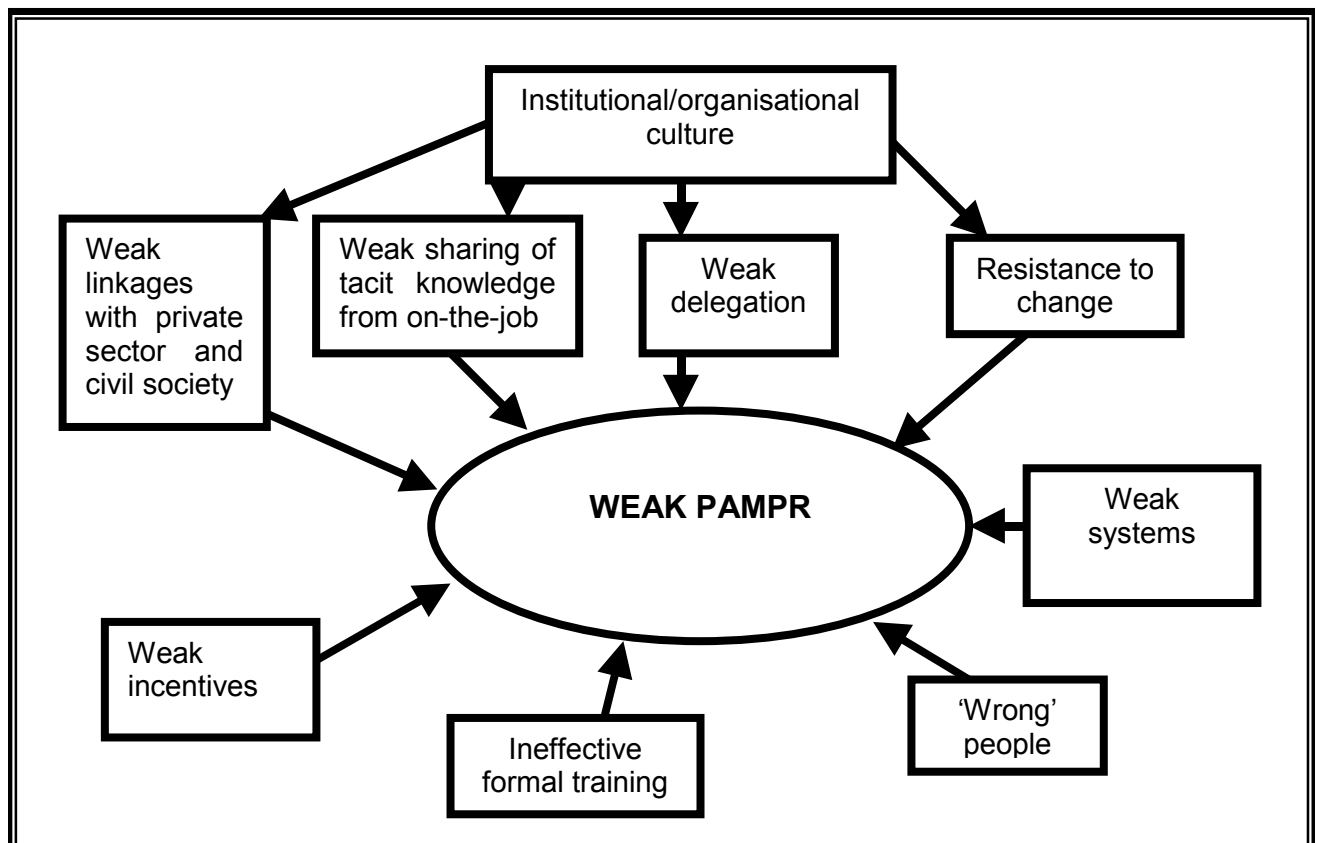 Institutional/organisational
culture
Weak
linkages
with private
sector and
civil society
Weak sharing of
tacit knowledge
from on-the-job
Weak
delegation
Resistance to
change
WEAK PAMPR
Weak
systems
Weak
incentives
Ineffective
formal training
‘Wrong’
people